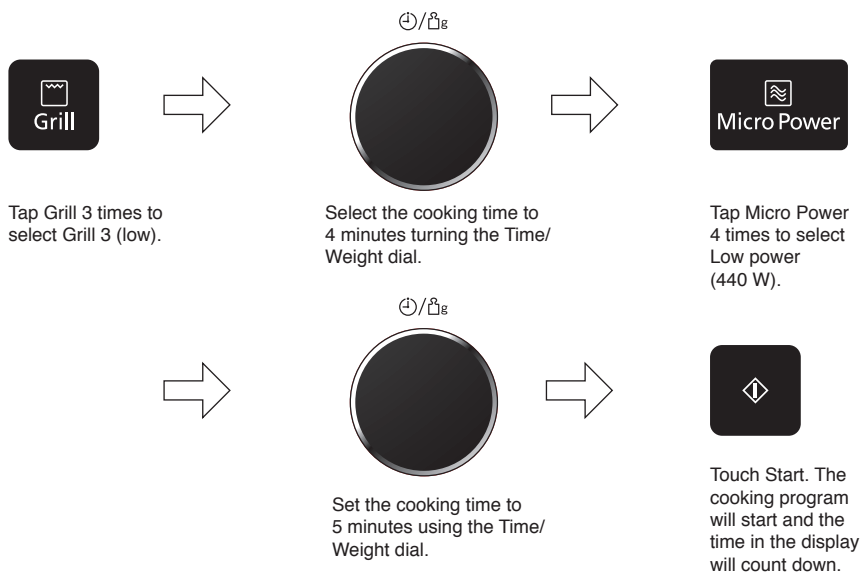 / g
Grill
Micro Power
Tap Grill 3 times to
select Grill 3 (low).
Select the cooking time to
4 minutes turning the Time/
Weight dial.
Tap Micro Power
4 times to select
Low power
(440 W).
/ g
Set the cooking time to
5 minutes using the Time/
Weight dial.
Touch Start. The
cooking program
will start and the
time in the display
will count down.